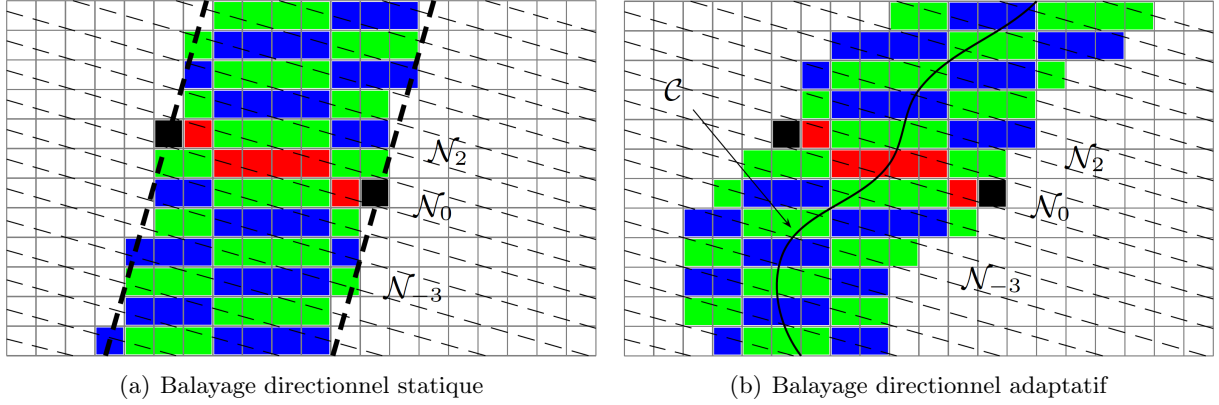 𝒞
𝒩₂
𝒩₀
𝒩₋₃
𝒩₂
𝒩₀
𝒩₋₃
(a) Balayage directionnel statique
(b) Balayage directionnel adaptatif